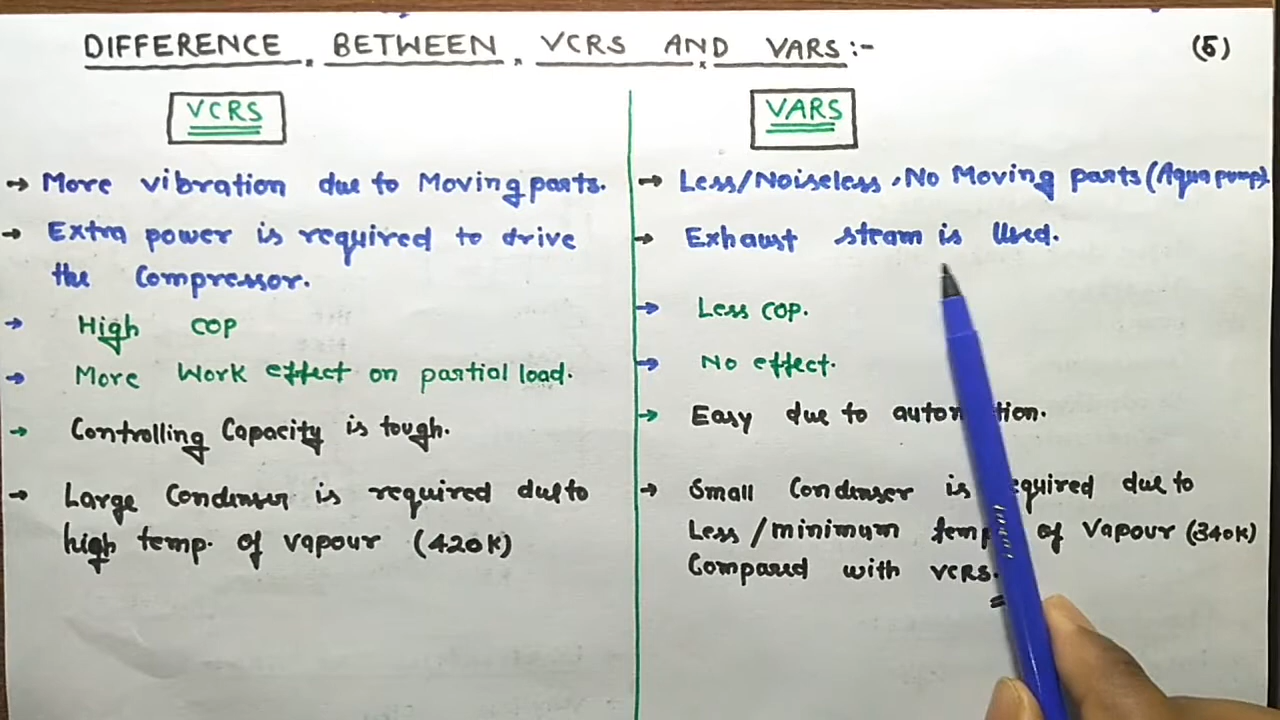 DIFFERENCE BETWEEN VCRS AND VARS:-
(5)
VCRS
→ More vibration due to Moving parts.
→ Extra power is required to drive
the Compressor.
→ High COP
→ More Work effect on partial load.
→ Controlling Capacity is tough.
→ Large Condenser is required due to
high temp. of vapour (420K)
VARS
→ Less/Noiseless, No Moving parts (Aqua pump).
→ Exhaust steam is Used.
→ Less COP.
→ No effect.
→ Easy due to
→ Small Condenser is required due to
Less/minimum temp of Vapour (340K)
Compared with VCRS.